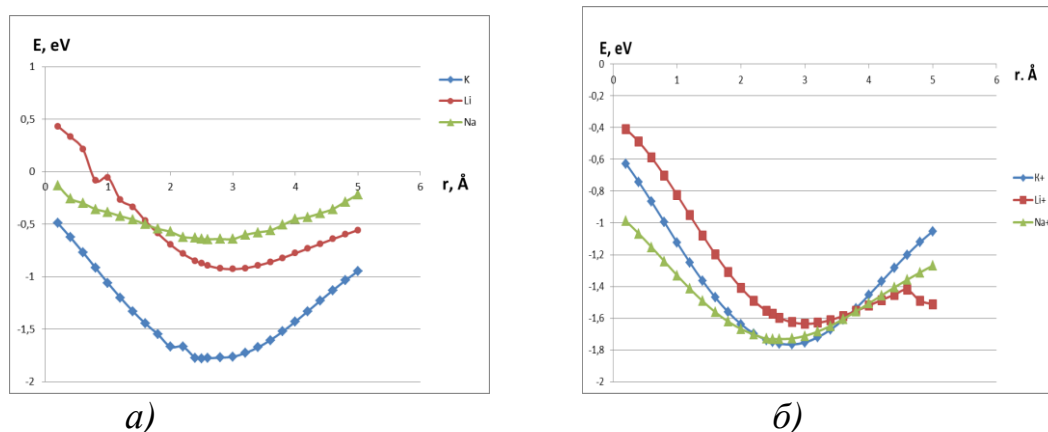 E, eV
1
0,5
0
-0,5
-1
-1,5
-2
0
1
2
3
4
5
6
r, Å
K
Li
Na
а)
E, eV
0
-0,2
-0,4
-0,6
-0,8
-1
-1,2
-1,4
-1,6
-1,8
-2
0
1
2
3
4
5
6
r. Å
K+
Li+
Na+
б)